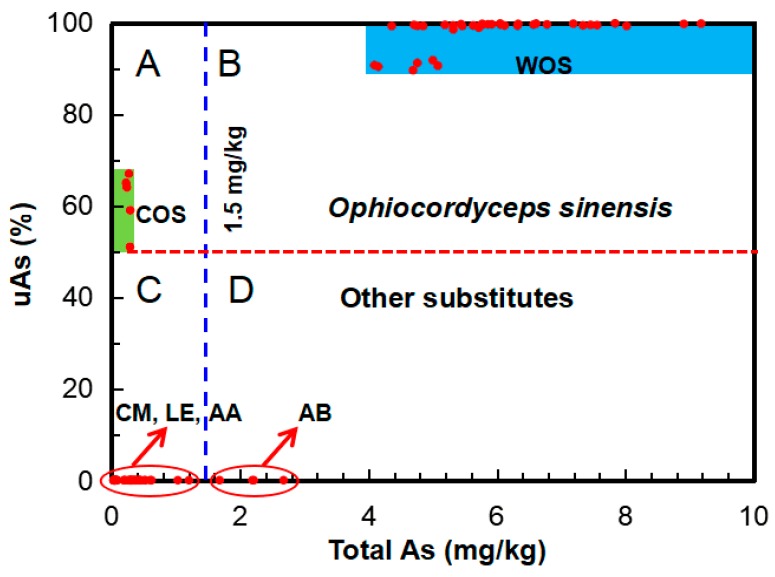 100
80
60
40
20
0
uAs (%)
A
B
WOS
1.5 mg/kg
COS
Ophiocordyceps sinensis
C
D
Other substitutes
CM, LE, AA
AB
0
2
4
6
8
10
Total As (mg/kg)